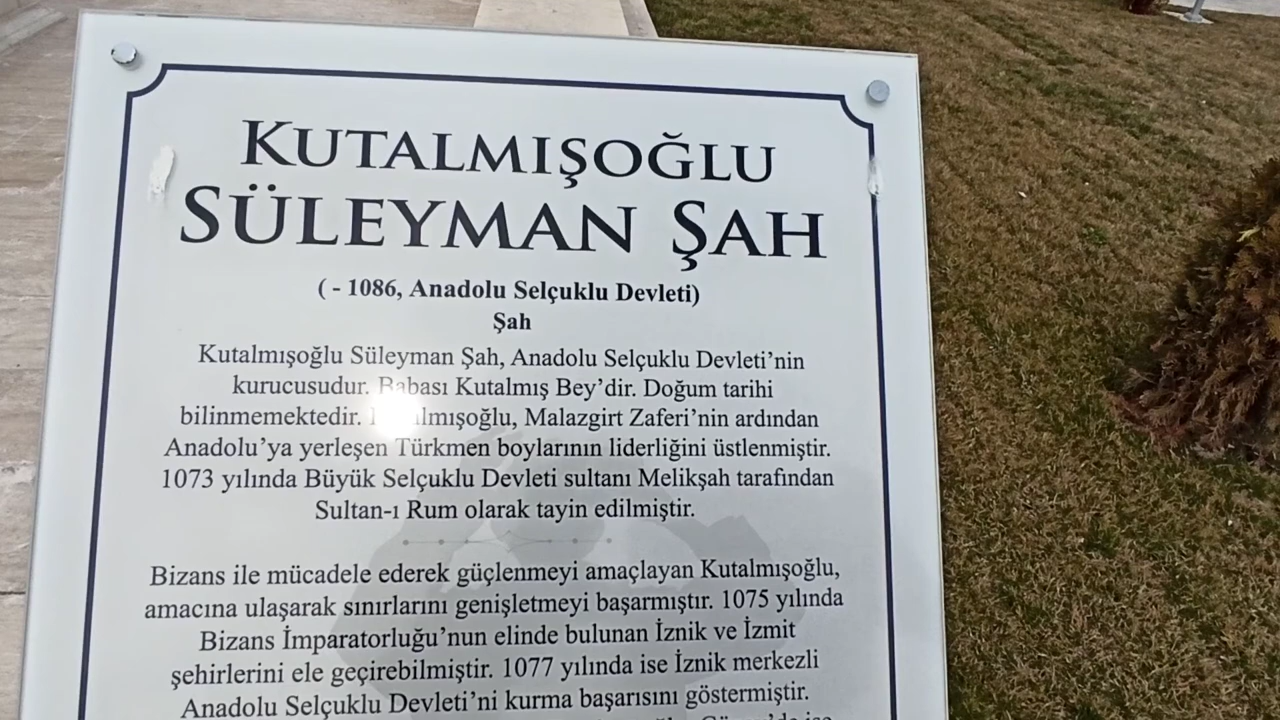 KUTALMIŞOĞLU
SÜLEYMAN ŞAH
( - 1086, Anadolu Selçuklu Devleti)
Şah
Kutalmışoğlu Süleyman Şah, Anadolu Selçuklu Devleti’nin
kurucusudur. Babası Kutalmış Bey’dir. Doğum tarihi
bilinmemektedir. Kutalmışoğlu, Malazgirt Zaferi’nin ardından
Anadolu’ya yerleşen Türkmen boylarının liderliğini üstlenmiştir.
1073 yılında Büyük Selçuklu Devleti sultanı Melikşah tarafından
Sultan-ı Rum olarak tayin edilmiştir.
Bizans ile mücadele ederek güçlenmeyi amaçlayan Kutalmışoğlu,
amacına ulaşarak sınırlarını genişletmeyi başarmıştır. 1075 yılında
Bizans İmparatorluğu’nun elinde bulunan İznik ve İzmit
şehirlerini ele geçirebilmiştir. 1077 yılında ise İznik merkezli
Anadolu Selçuklu Devleti’ni kurma başarısını göstermiştir.